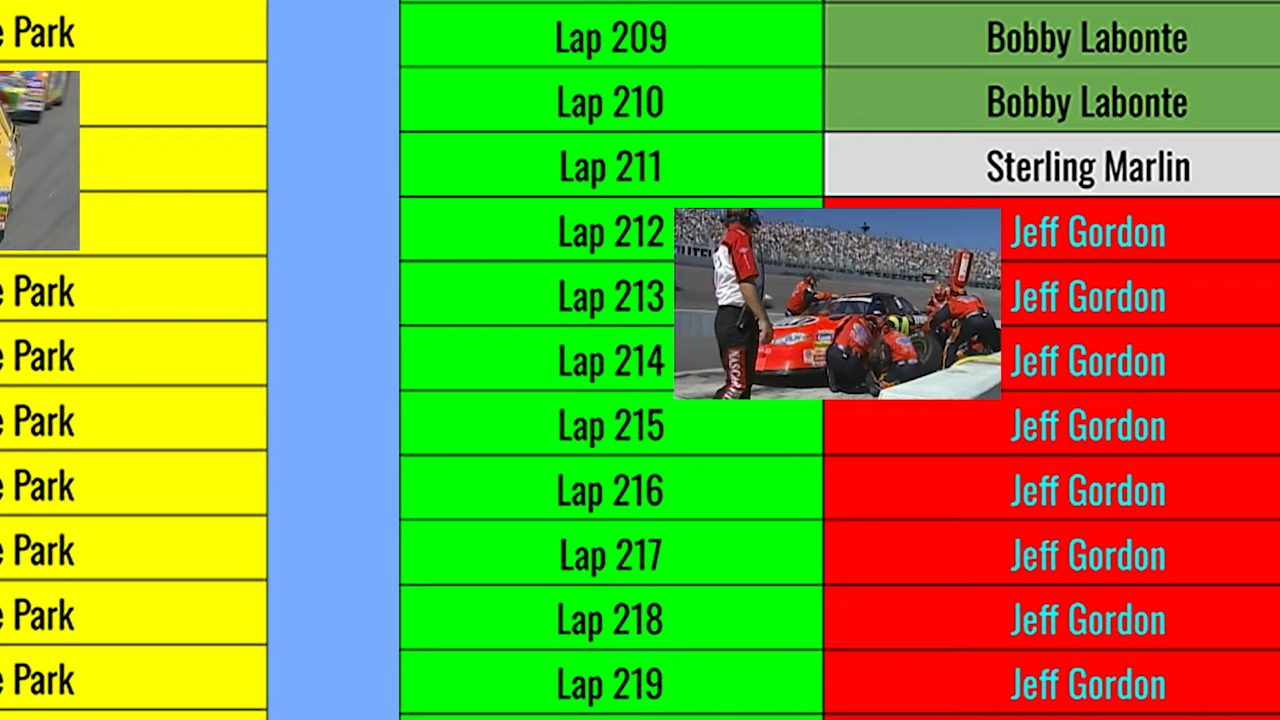 Park
Lap 209
Bobby Labonte
Lap 210
Bobby Labonte
Lap 211
Sterling Marlin
Lap 212
Jeff Gordon
Park
Lap 213
Jeff Gordon
Park
Lap 214
Jeff Gordon
Park
Lap 215
Jeff Gordon
Park
Lap 216
Jeff Gordon
Park
Lap 217
Jeff Gordon
Park
Lap 218
Jeff Gordon
Park
Lap 219
Jeff Gordon